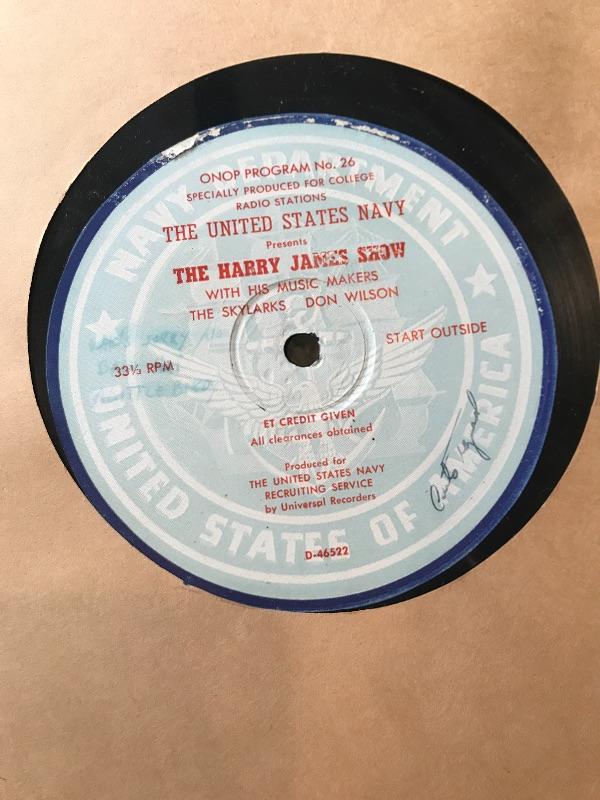 ONOP PROGRAM No. 26
SPECIALLY PRODUCED FOR COLLEGE
RADIO STATIONS
THE UNITED STATES NAVY
Presents
THE HARRY JAMES SHOW
WITH HIS MUSIC MAKERS
THE SKYLARKS DON WILSON
START OUTSIDE
33⅓ RPM
ET CREDIT GIVEN
All clearances obtained
Produced for
THE UNITED STATES NAVY
RECRUITING SERVICE
by Universal Recorders
D-46522
NAVY DEPARTMENT
UNITED STATES OF AMERICA